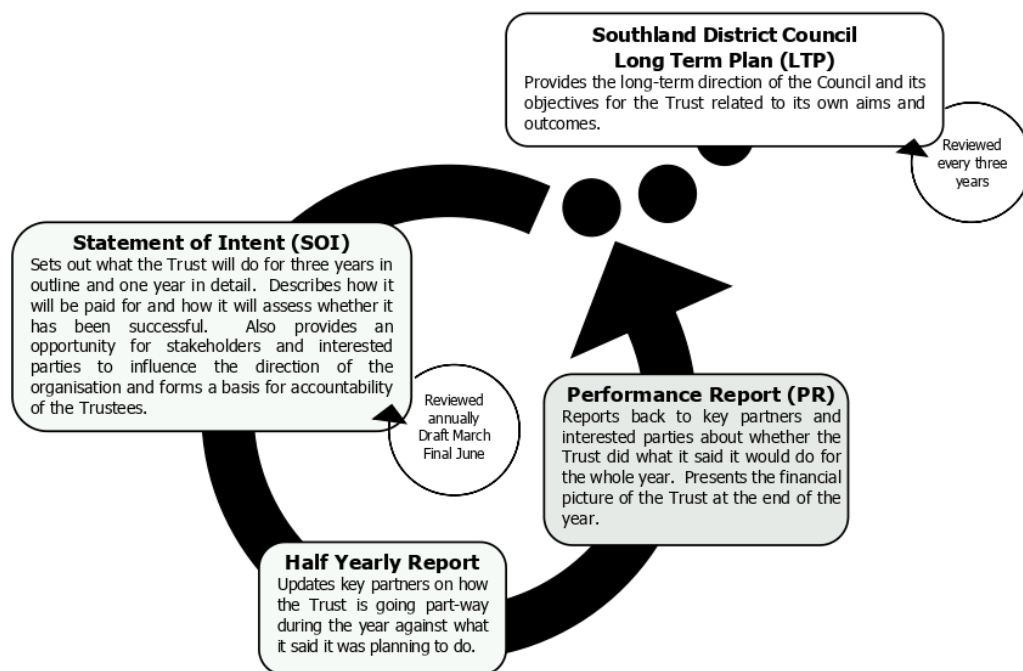 Southland District Council
Long Term Plan (LTP)
Provides the long-term direction of the Council and its
objectives for the Trust related to its own aims and
outcomes.
Reviewed
every three
years
Statement of Intent (SOI)
Sets out what the Trust will do for three years in
outline and one year in detail. Describes how it
will be paid for and how it will assess whether it
has been successful. Also provides an
opportunity for stakeholders and interested
parties to influence the direction of the
organisation and forms a basis for accountability
of the Trustees.
Reviewed
annually
Draft March
Final June
Performance Report (PR)
Reports back to key partners and
interested parties about whether the
Trust did what it said it would do for
the whole year. Presents the financial
picture of the Trust at the end of the
year.
Half Yearly Report
Updates key partners on how
the Trust is going part-way
during the year against what
it said it was planning to do.